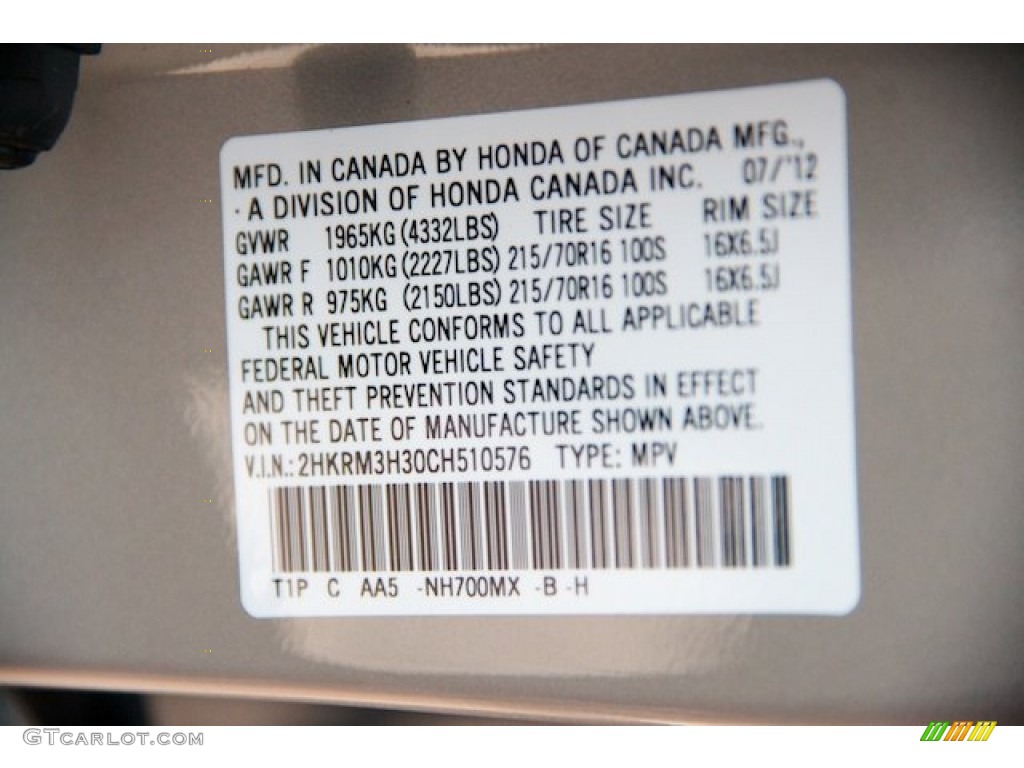 MFD. IN CANADA BY HONDA OF CANADA MFG.,
·A DIVISION OF HONDA CANADA INC. 07/'12
GVWR 1965KG(4332LBS) TIRE SIZE RIM SIZE
GAWR F 1010KG(2227LBS) 215/70R16 100S 16X6.5J
GAWR R 975KG (2150LBS) 215/70R16 100S 16X6.5J
THIS VEHICLE CONFORMS TO ALL APPLICABLE
FEDERAL MOTOR VEHICLE SAFETY
AND THEFT PREVENTION STANDARDS IN EFFECT
ON THE DATE OF MANUFACTURE SHOWN ABOVE.
V.I.N.: 2HKRM3H30CH510576 TYPE: MPV
T1P C AA5 -NH700MX -B -H
GTCARLOT.COM